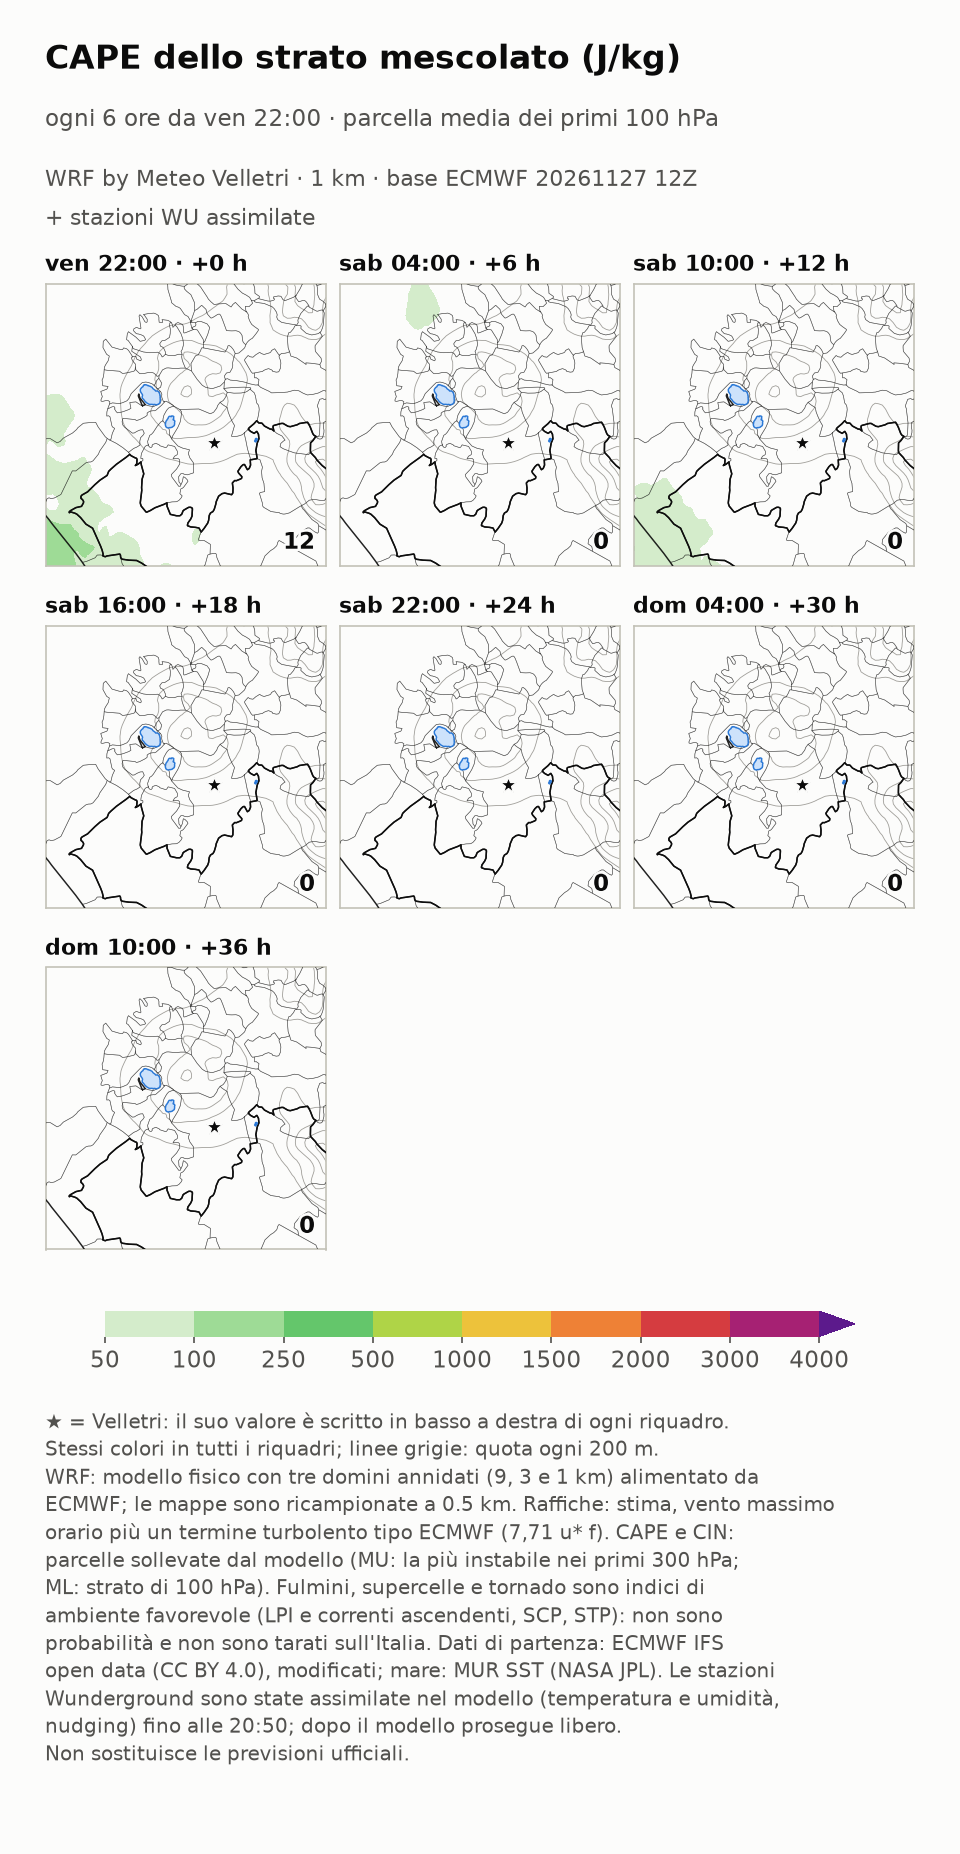 CAPE dello strato mescolato (J/kg)
ogni 6 ore da ven 22:00 · parcella media dei primi 100 hPa
WRF by Meteo Velletri · 1 km · base ECMWF 20261127 12Z
+ stazioni WU assimilate
ven 22:00 · +0 h
sab 04:00 · +6 h
sab 10:00 · +12 h
12
0
0
sab 16:00 · +18 h
sab 22:00 · +24 h
dom 04:00 · +30 h
0
0
0
dom 10:00 · +36 h
0
50 100 250 500 1000 1500 2000 3000 4000
★ = Velletri: il suo valore è scritto in basso a destra di ogni riquadro.
Stessi colori in tutti i riquadri; linee grigie: quota ogni 200 m.
WRF: modello fisico con tre domini annidati (9, 3 e 1 km) alimentato da
ECMWF; le mappe sono ricampionate a 0.5 km. Raffiche: stima, vento massimo
orario più un termine turbolento tipo ECMWF (7,71 u* f). CAPE e CIN:
parcelle sollevate dal modello (MU: la più instabile nei primi 300 hPa;
ML: strato di 100 hPa). Fulmini, supercelle e tornado sono indici di
ambiente favorevole (LPI e correnti ascendenti, SCP, STP): non sono
probabilità e non sono tarati sull'Italia. Dati di partenza: ECMWF IFS
open data (CC BY 4.0), modificati; mare: MUR SST (NASA JPL). Le stazioni
Wunderground sono state assimilate nel modello (temperatura e umidità,
nudging) fino alle 20:50; dopo il modello prosegue libero.
Non sostituisce le previsioni ufficiali.